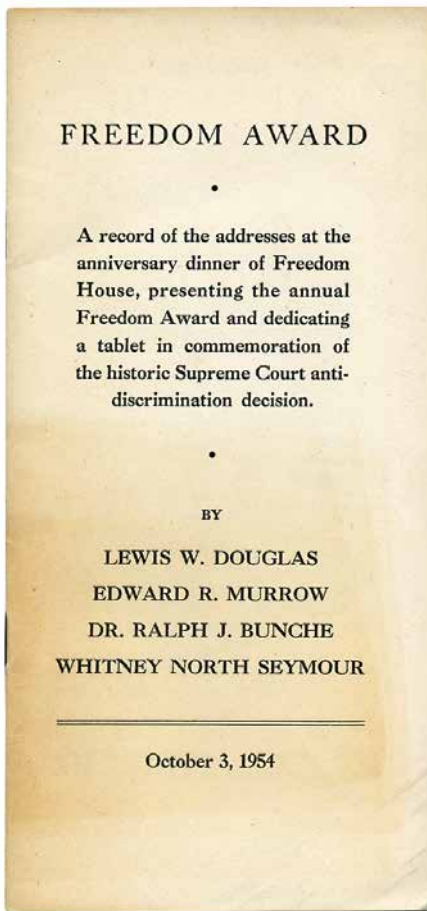 FREEDOM AWARD
•
A record of the addresses at the
anniversary dinner of Freedom
House, presenting the annual
Freedom Award and dedicating
a tablet in commemoration of
the historic Supreme Court anti-
discrimination decision.
•
BY
LEWIS W. DOUGLAS
EDWARD R. MURROW
DR. RALPH J. BUNCHE
WHITNEY NORTH SEYMOUR
October 3, 1954